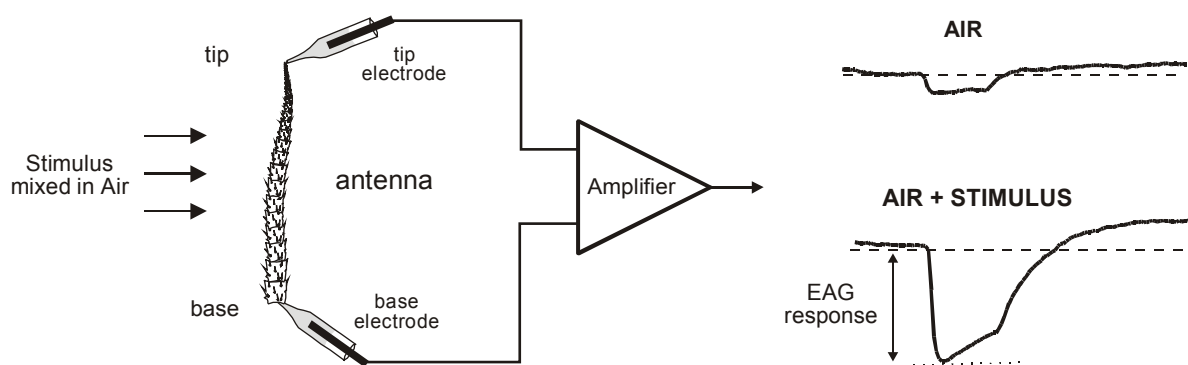 tip
tip
electrode
Stimulus
mixed in Air
antenna
base
base
electrode
Amplifier
AIR
AIR + STIMULUS
EAG
response